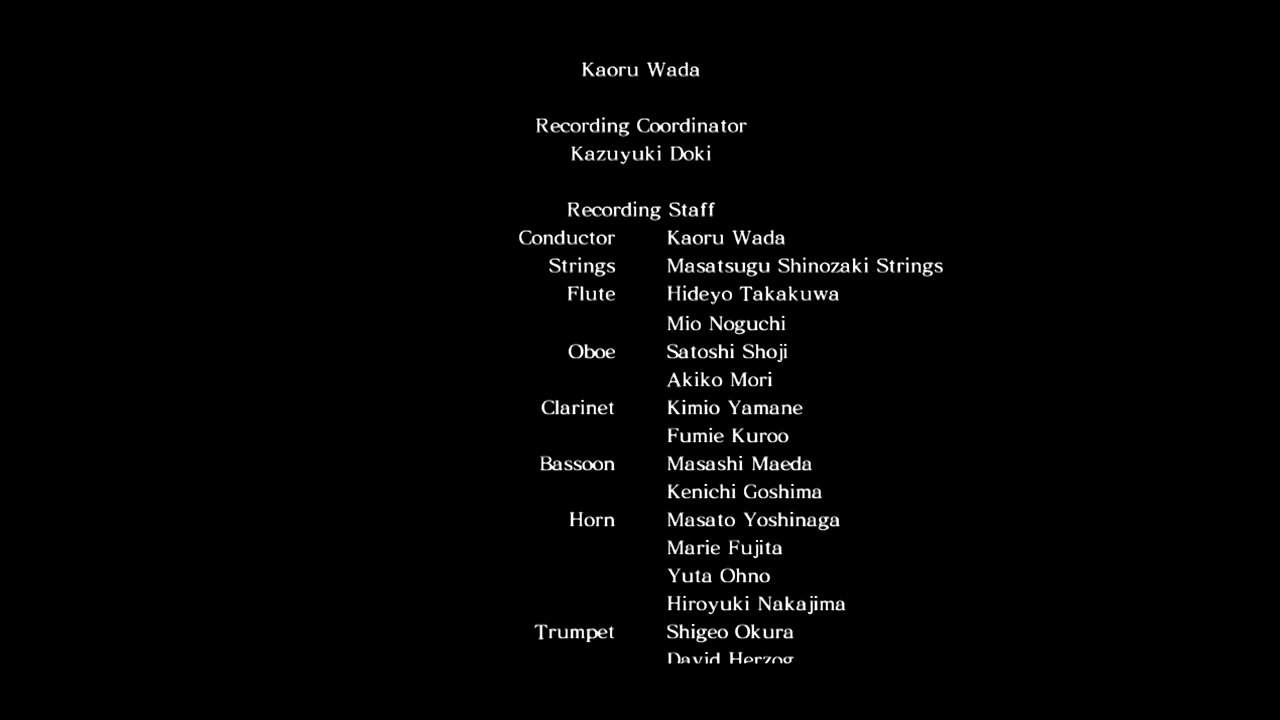 Kaoru Wada
Recording Coordinator
Kazuyuki Doki
Recording Staff
Conductor Kaoru Wada
Strings Masatsugu Shinozaki Strings
Flute Hideyo Takakuwa
Mio Noguchi
Oboe Satoshi Shoji
Akiko Mori
Clarinet Kimio Yamane
Fumie Kuroo
Bassoon Masashi Maeda
Kenichi Goshima
Horn Masato Yoshinaga
Marie Fujita
Yuta Ohno
Hiroyuki Nakajima
Trumpet Shigeo Okura
David Herzog